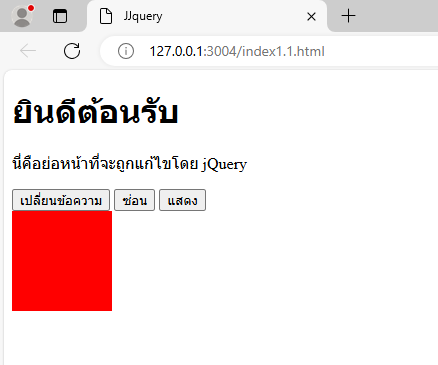 JJquery
127.0.0.1:3004/index1.1.html
ยินดีต้อนรับ
นี่คือย่อหน้าที่จะถูกแก้ไขโดย jQuery
เปลี่ยนข้อความ ซ่อน แสดง